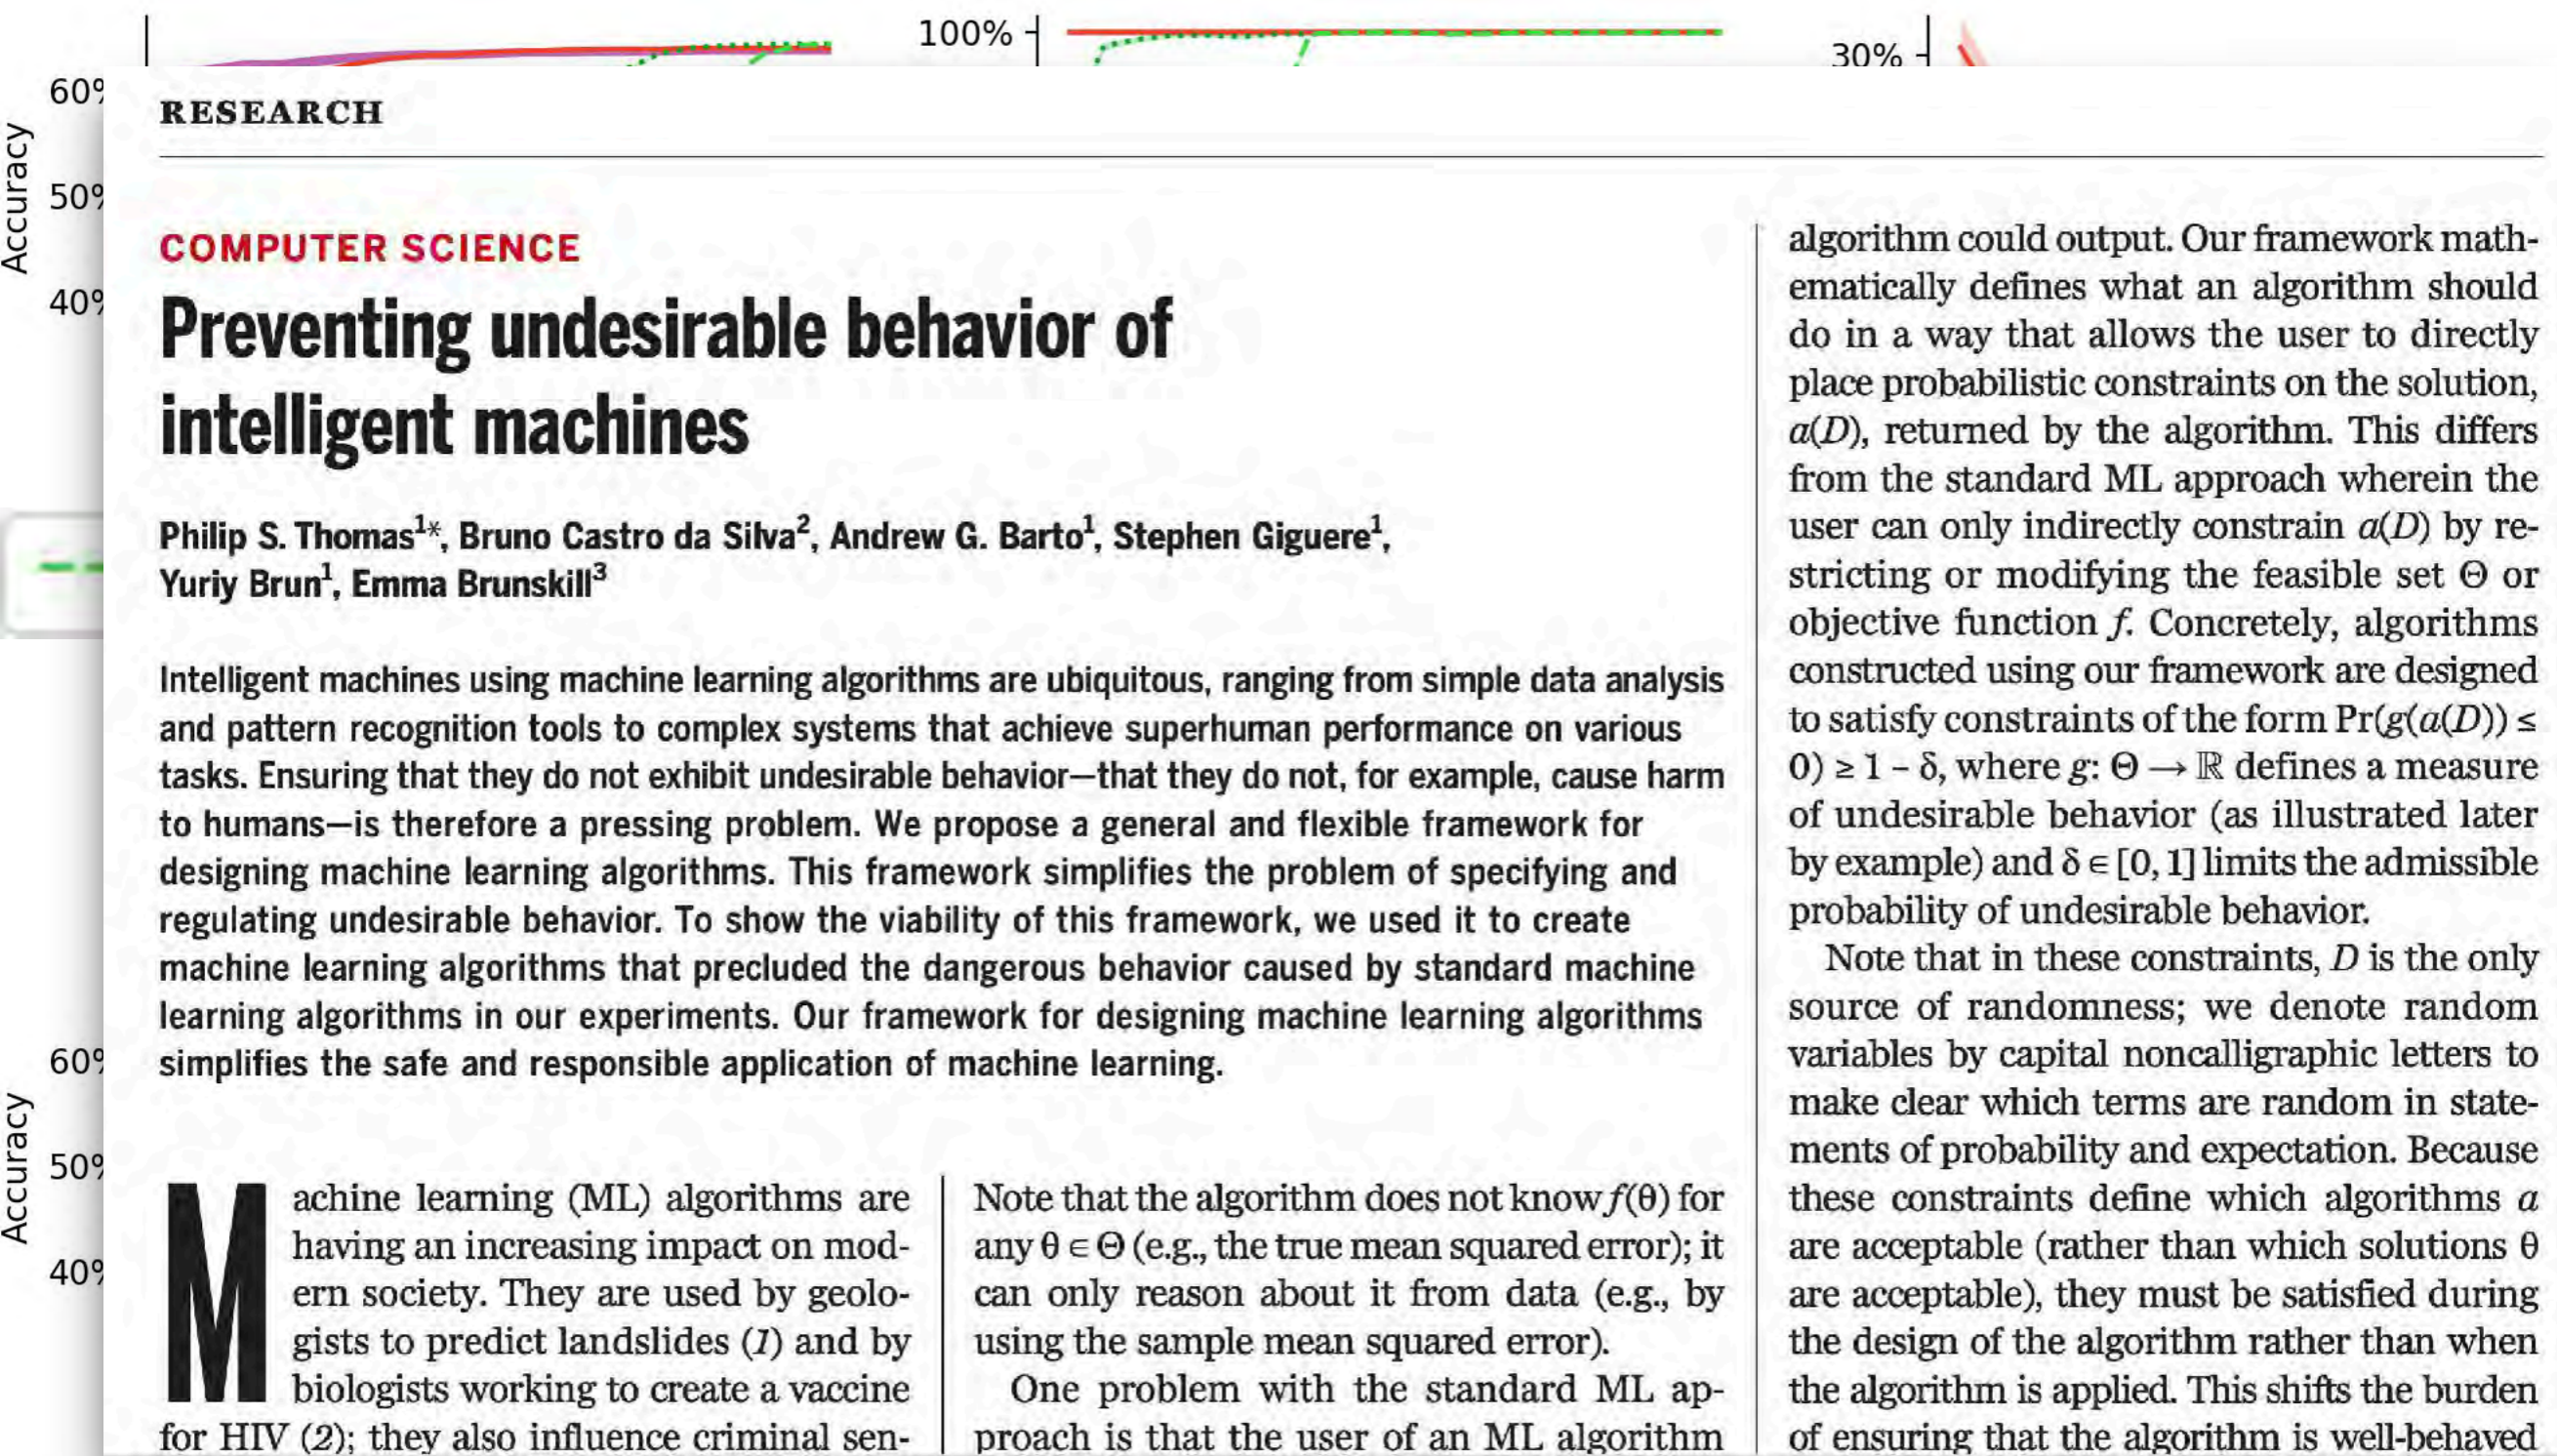 100%
30%
60%
50%
40%
Accuracy
RESEARCH
COMPUTER SCIENCE
Preventing undesirable behavior of
intelligent machines
Philip S. Thomas1*, Bruno Castro da Silva2, Andrew G. Barto1, Stephen Giguere1,
Yuriy Brun1, Emma Brunskill3
Intelligent machines using machine learning algorithms are ubiquitous, ranging from simple data analysis
and pattern recognition tools to complex systems that achieve superhuman performance on various
tasks. Ensuring that they do not exhibit undesirable behavior—that they do not, for example, cause harm
to humans—is therefore a pressing problem. We propose a general and flexible framework for
designing machine learning algorithms. This framework simplifies the problem of specifying and
regulating undesirable behavior. To show the viability of this framework, we used it to create
machine learning algorithms that precluded the dangerous behavior caused by standard machine
learning algorithms in our experiments. Our framework for designing machine learning algorithms
simplifies the safe and responsible application of machine learning.
60%
50%
40%
Accuracy
Machine learning (ML) algorithms are
having an increasing impact on mod-
ern society. They are used by geolo-
gists to predict landslides (1) and by
biologists working to create a vaccine
for HIV (2); they also influence criminal sen-
Note that the algorithm does not know f(θ) for
any θ ∈ Θ (e.g., the true mean squared error); it
can only reason about it from data (e.g., by
using the sample mean squared error).
One problem with the standard ML ap-
proach is that the user of an ML algorithm
algorithm could output. Our framework math-
ematically defines what an algorithm should
do in a way that allows the user to directly
place probabilistic constraints on the solution,
a(D), returned by the algorithm. This differs
from the standard ML approach wherein the
user can only indirectly constrain a(D) by re-
stricting or modifying the feasible set Θ or
objective function f. Concretely, algorithms
constructed using our framework are designed
to satisfy constraints of the form Pr(g(a(D)) ≤
0) ≥ 1 – δ, where g: Θ → ℝ defines a measure
of undesirable behavior (as illustrated later
by example) and δ ∈ [0, 1] limits the admissible
probability of undesirable behavior.
Note that in these constraints, D is the only
source of randomness; we denote random
variables by capital noncalligraphic letters to
make clear which terms are random in state-
ments of probability and expectation. Because
these constraints define which algorithms a
are acceptable (rather than which solutions θ
are acceptable), they must be satisfied during
the design of the algorithm rather than when
the algorithm is applied. This shifts the burden
of ensuring that the algorithm is well-behaved